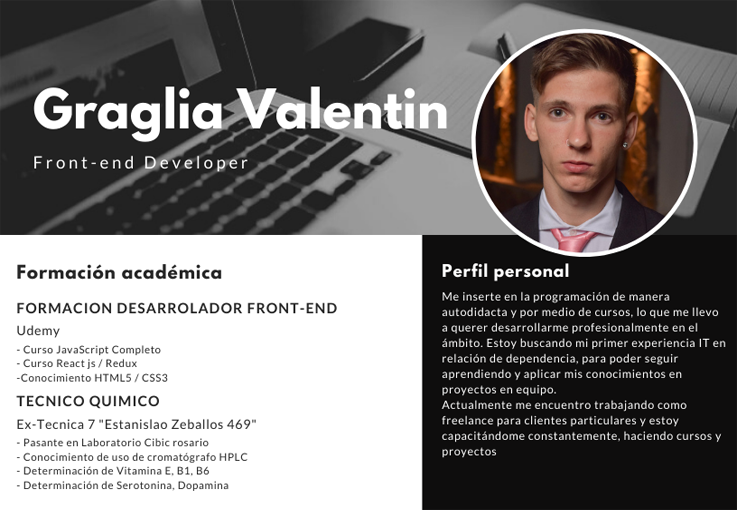 Graglia Valentin
Front-end Developer
Formación académica
FORMACION DESARROLADOR FRONT-END
Udemy
- Curso JavaScript Completo
- Curso React js / Redux
-Conocimiento HTML5 / CSS3
TECNICO QUIMICO
Ex-Tecnica 7 "Estanislao Zeballos 469"
- Pasante en Laboratorio Cibic rosario
- Conocimiento de uso de cromatógrafo HPLC
- Determinación de Vitamina E, B1, B6
- Determinación de Serotonina, Dopamina
Perfil personal
Me inserte en la programación de manera
autodidacta y por medio de cursos, lo que me llevo
a querer desarrollarme profesionalmente en el
ámbito. Estoy buscando mi primer experiencia IT en
relación de dependencia, para poder seguir
aprendiendo y aplicar mis conocimientos en
proyectos en equipo.
Actualmente me encuentro trabajando como
freelance para clientes particulares y estoy
capacitándome constantemente, haciendo cursos y
proyectos